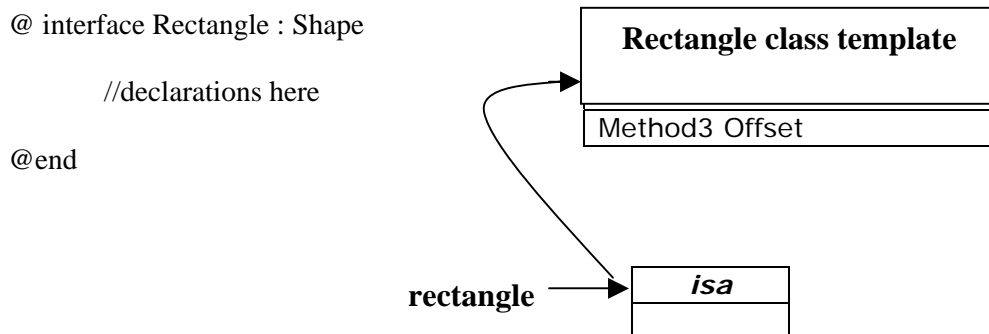 @ interface Rectangle : Shape
//declarations here
@end
Rectangle class template
Method3 Offset
rectangle
isa